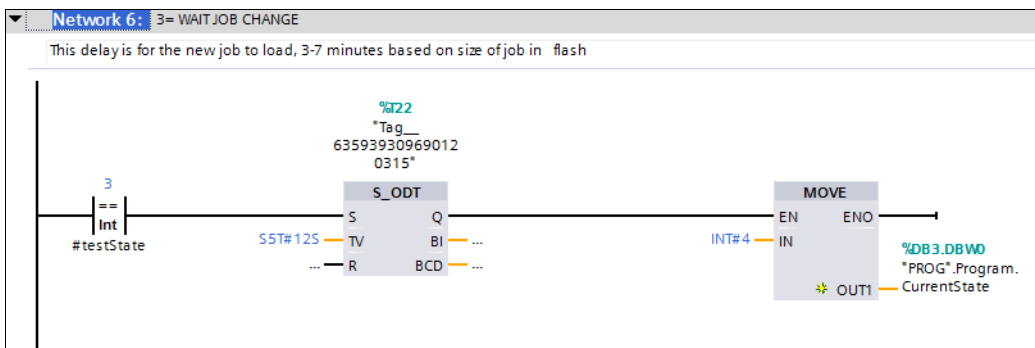 Network 6: 3= WAIT JOB CHANGE
This delay is for the new job to load, 3-7 minutes based on size of job in flash
%T22
"Tag__
63593930969012
0315"
S_ODT
S Q
S5T#12S TV BI ...
... R BCD ...
3
==
Int
#testState
MOVE
EN ENO
INT#4 IN
OUT1
%DB3.DBW0
"PROG".Program.
CurrentState